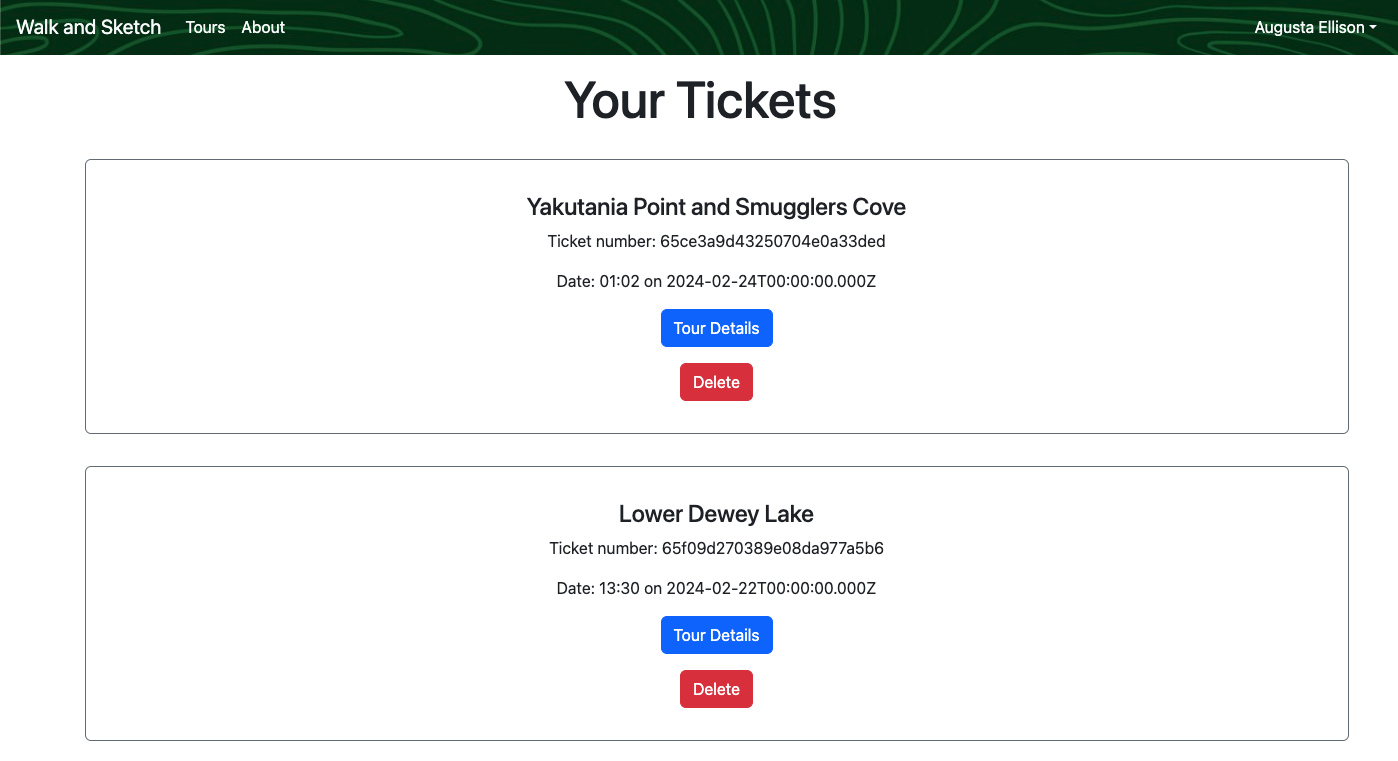 Walk and Sketch Tours About Augusta Ellison
Your Tickets
Yakutania Point and Smugglers Cove
Ticket number: 65ce3a9d43250704e0a33ded
Date: 01:02 on 2024-02-24T00:00:00.000Z
Tour Details
Delete
Lower Dewey Lake
Ticket number: 65f09d270389e08da977a5b6
Date: 13:30 on 2024-02-22T00:00:00.000Z
Tour Details
Delete